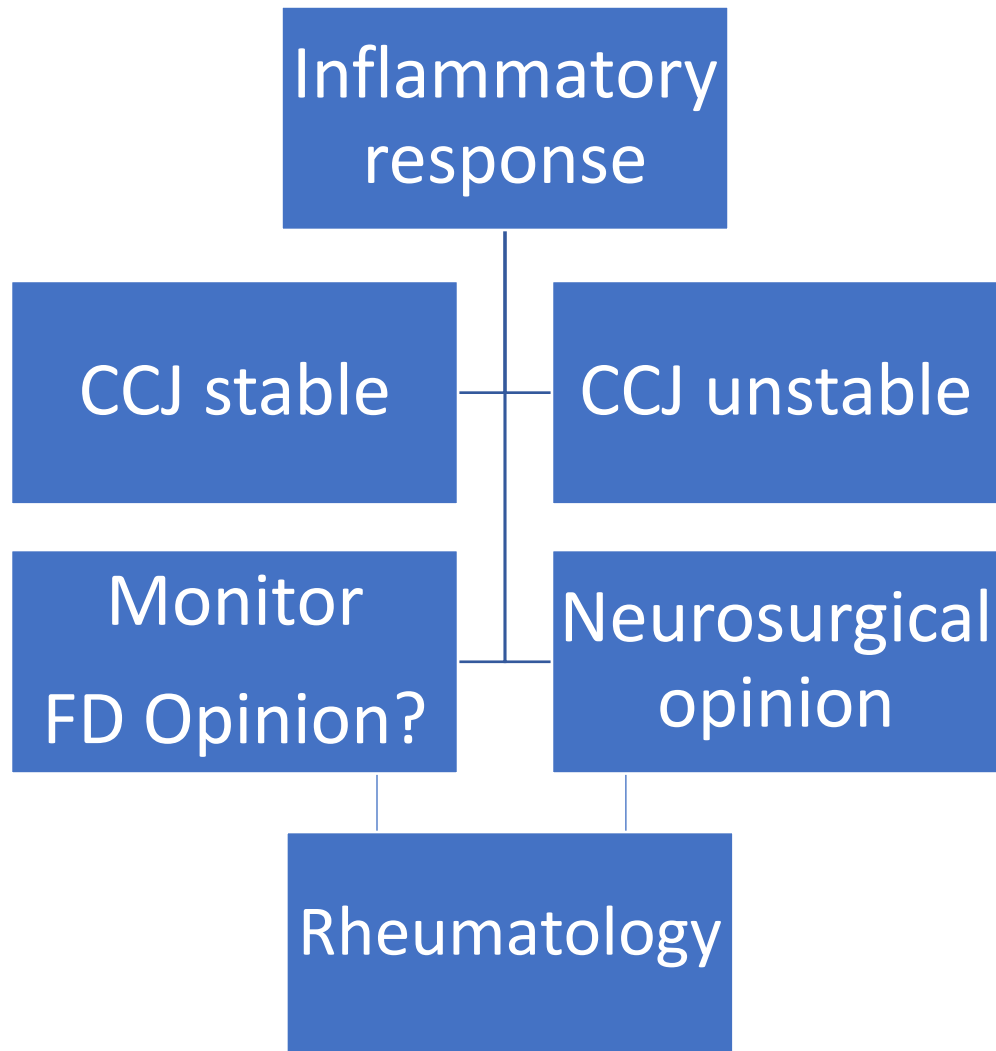 Inflammatory
response
CCJ stable
CCJ unstable
Monitor
FD Opinion?
Neurosurgical
opinion
Rheumatology